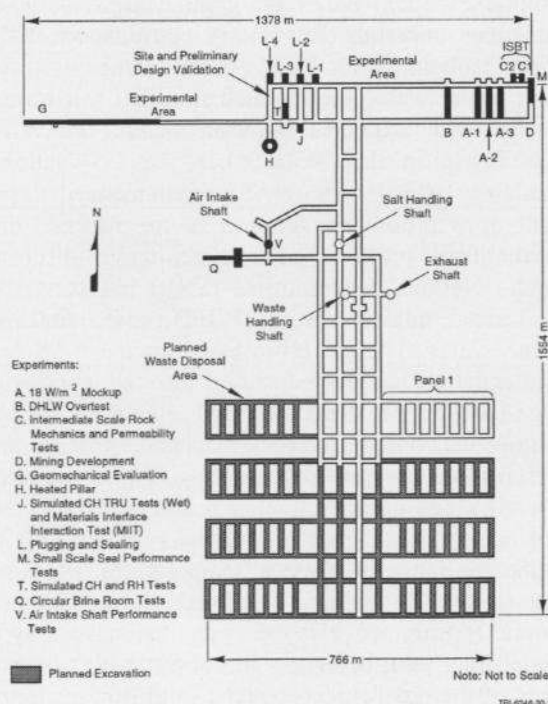 1378 m
L-4
L-2
L-3
L-1
ISBT
C2 C1
Site and Preliminary
Design Validation
Experimental
Area
M
G
Experimental
Area
T
J
H
B
A-1
A-2
A-3
D
N
Air Intake
Shaft
V
Q
Salt Handling
Shaft
Exhaust
Shaft
Waste
Handling
Shaft
1554 m
Planned
Waste Disposal
Area
Panel 1
Experiments:
A. 18 W/m 2 Mockup
B. DHLW Overtest
C. Intermediate Scale Rock
Mechanics and Permeability
Tests
D. Mining Development
G. Geomechanical Evaluation
H. Heated Pillar
J. Simulated CH TRU Tests (Wet)
and Materials Interface
Interaction Test (MIIT)
L. Plugging and Sealing
M. Small Scale Seal Performance
Tests
T. Simulated CH and RH Tests
Q. Circular Brine Room Tests
V. Air Intake Shaft Performance
Tests
766 m
Planned Excavation
Note: Not to Scale